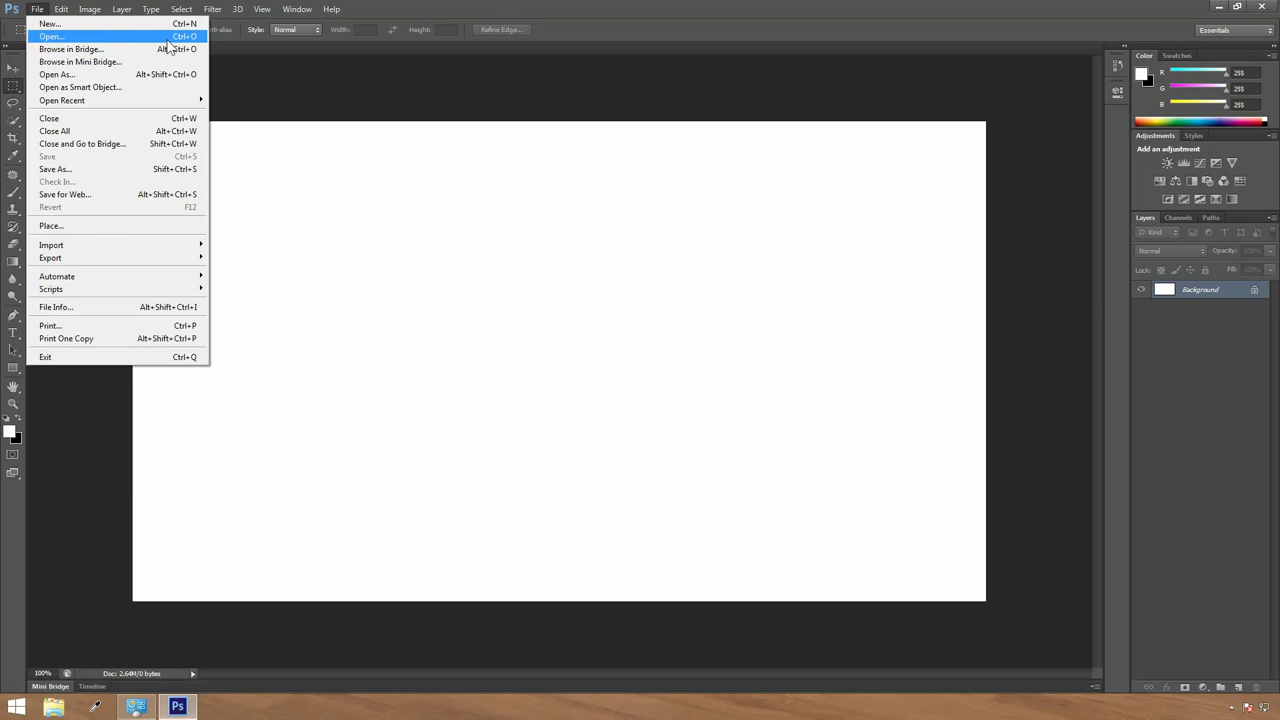 Ps File Edit Image Layer Type Select Filter 3D View Window Help
New... Ctrl+N
Open... Ctrl+O
Browse in Bridge... Alt+Ctrl+O
Browse in Mini Bridge...
Open As... Alt+Shift+Ctrl+O
Open as Smart Object...
Open Recent
Close Ctrl+W
Close All Alt+Ctrl+W
Close and Go to Bridge... Shift+Ctrl+W
Save Ctrl+S
Save As... Shift+Ctrl+S
Check In...
Save for Web... Alt+Shift+Ctrl+S
Revert F12
Place...
Import
Export
Automate
Scripts
File Info... Alt+Shift+Ctrl+I
Print... Ctrl+P
Print One Copy Alt+Shift+Ctrl+P
Exit Ctrl+Q
Style: Normal Width: Height: Refine Edge... Essentials
Color Swatches
R 255
G 255
B 255
Adjustments Styles
Add an adjustment
Layers Channels Paths
Kind
Normal Opacity: 100%
Lock: Fill: 100%
Background
100% Doc: 2.64M/0 bytes
Mini Bridge Timeline
Ps